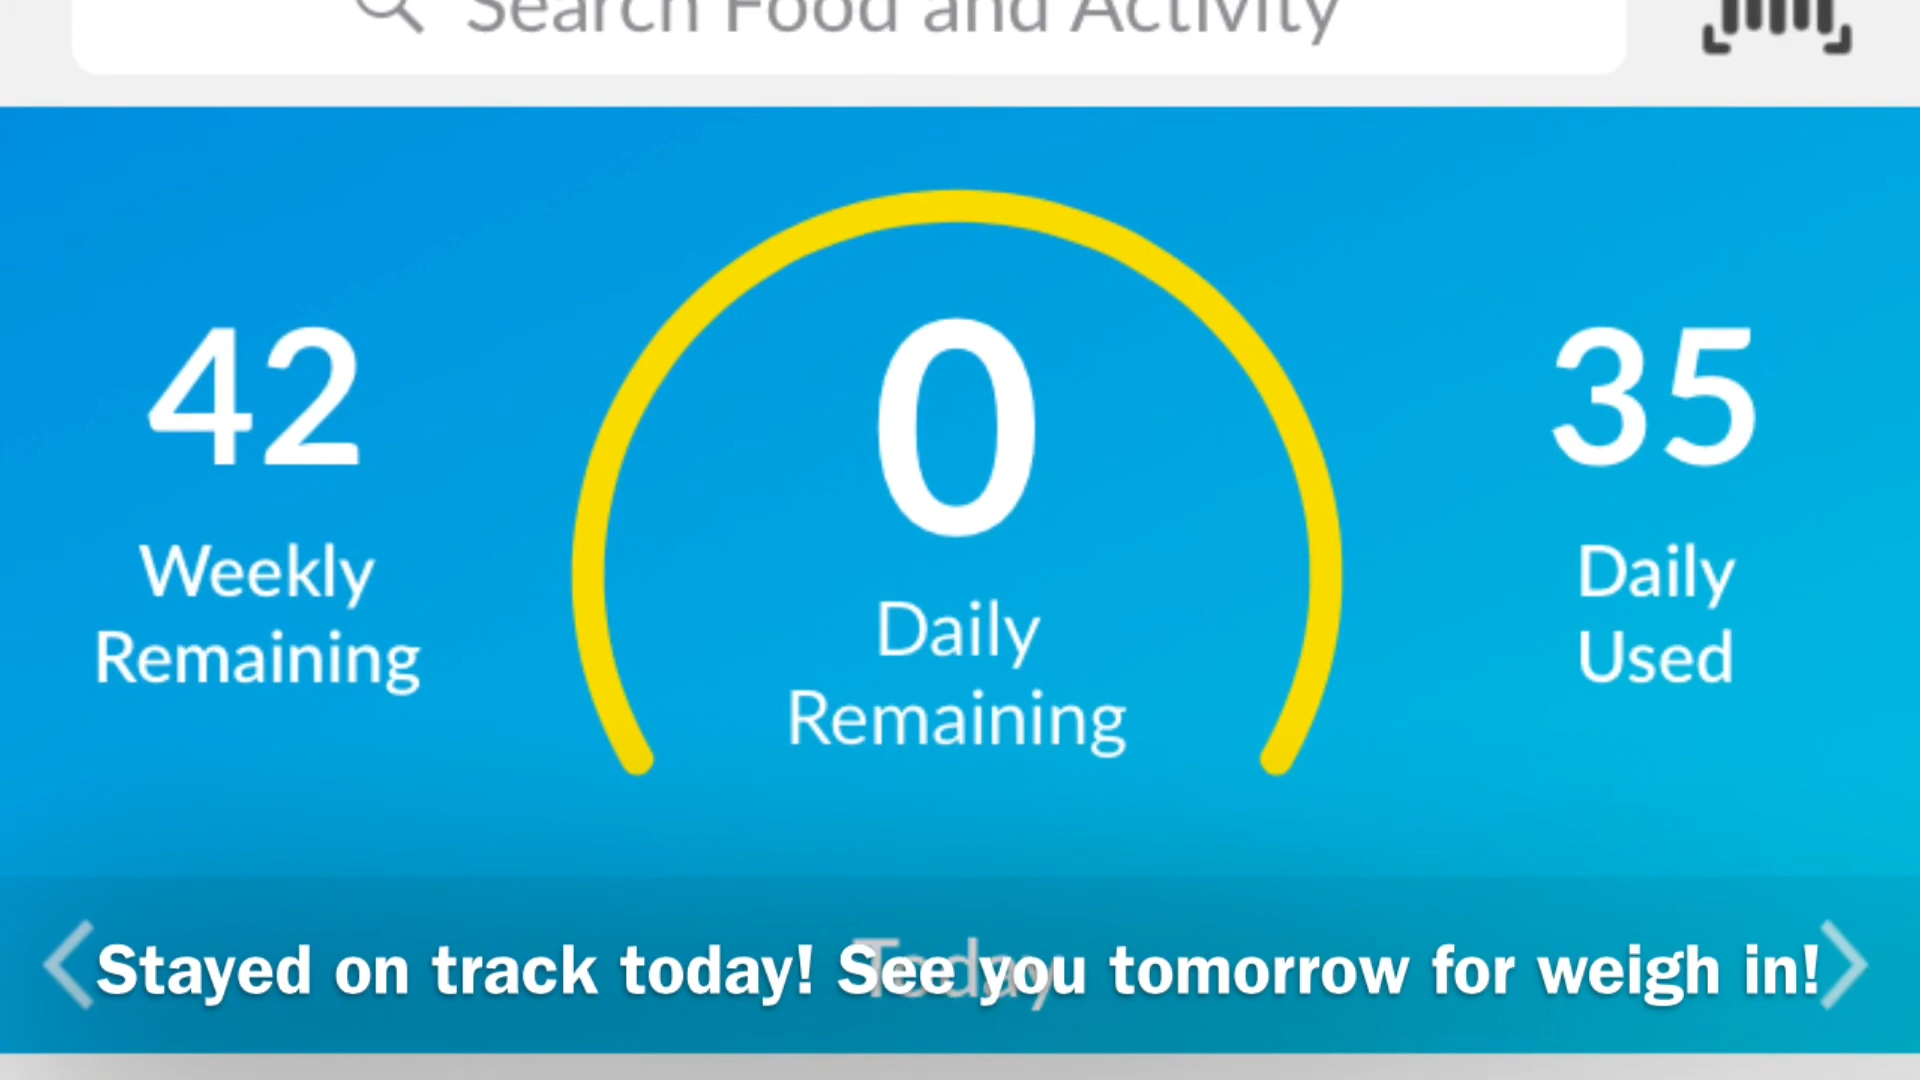 Search Food and Activity
42
Weekly
Remaining
0
Daily
Remaining
35
Daily
Used
Today
Stayed on track today! See you tomorrow for weigh in!